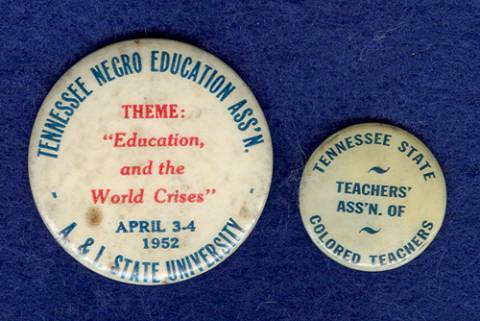 TENNESSEE NEGRO EDUCATION ASS'N.
THEME:
"Education,
and the
World Crises"
APRIL 3-4
1952
- A. & I. STATE UNIVERSITY -
TENNESSEE STATE
~
TEACHERS'
ASS'N. OF
~
COLORED TEACHERS